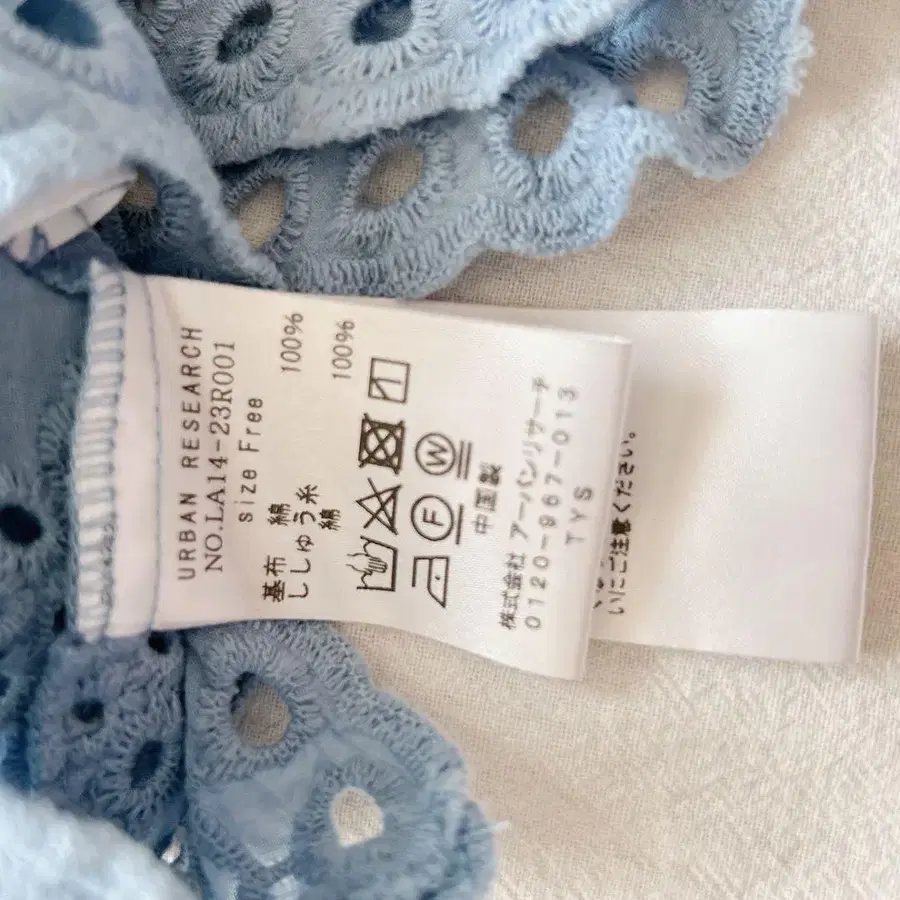 URBAN RESEARCH
NO.LA14-23R001
size Free
基布 綿 100%
ししゅう糸
綿 100%
F W
中国製
株式会社 アーバンリサーチ
0120-967-013
TYS
いにご注意ください。